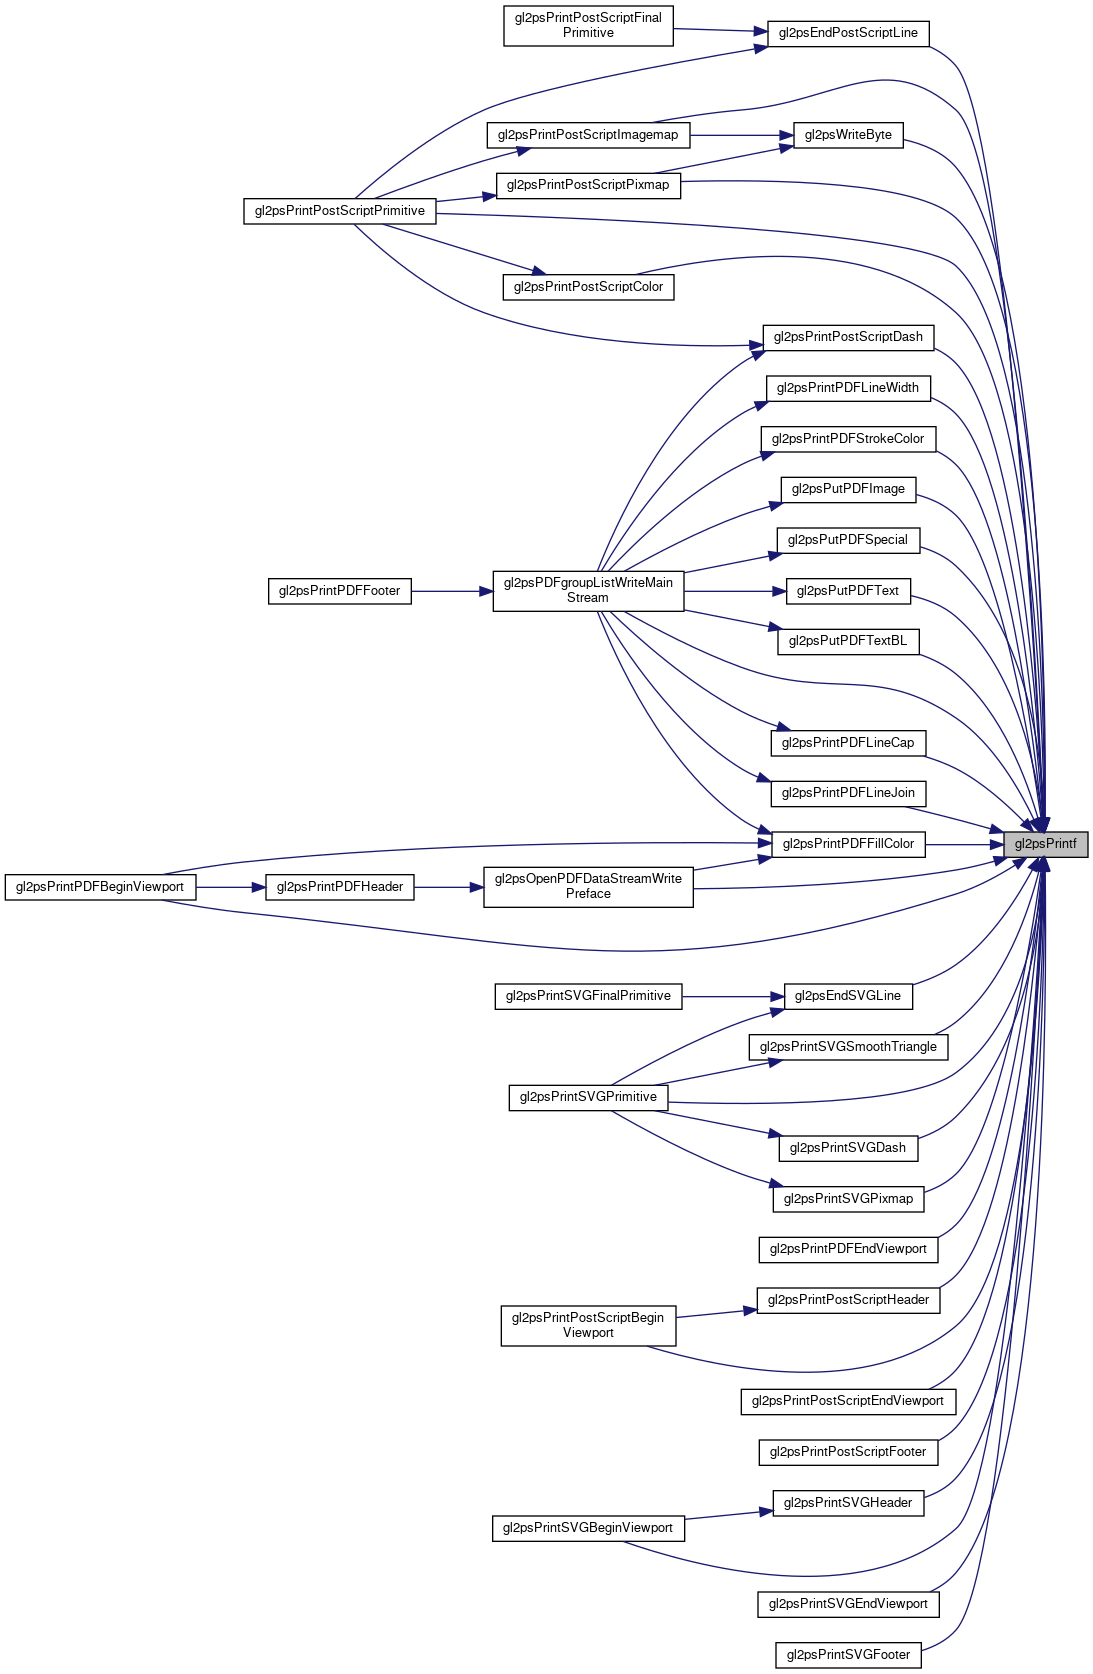 gl2psPrintPostScriptFinal
Primitive
gl2psEndPostScriptLine
gl2psPrintPostScriptImagemap
gl2psWriteByte
gl2psPrintPostScriptPixmap
gl2psPrintPostScriptPrimitive
gl2psPrintPostScriptColor
gl2psPrintPostScriptDash
gl2psPrintPDFLineWidth
gl2psPrintPDFStrokeColor
gl2psPutPDFImage
gl2psPutPDFSpecial
gl2psPrintPDFFooter
gl2psPDFgroupListWriteMain
Stream
gl2psPutPDFText
gl2psPutPDFTextBL
gl2psPrintPDFLineCap
gl2psPrintPDFLineJoin
gl2psPrintPDFFillColor
gl2psPrintf
gl2psPrintPDFBeginViewport
gl2psPrintPDFHeader
gl2psOpenPDFDataStreamWrite
Preface
gl2psPrintSVGFinalPrimitive
gl2psEndSVGLine
gl2psPrintSVGSmoothTriangle
gl2psPrintSVGPrimitive
gl2psPrintSVGDash
gl2psPrintSVGPixmap
gl2psPrintPDFEndViewport
gl2psPrintPostScriptHeader
gl2psPrintPostScriptBegin
Viewport
gl2psPrintPostScriptEndViewport
gl2psPrintPostScriptFooter
gl2psPrintSVGHeader
gl2psPrintSVGBeginViewport
gl2psPrintSVGEndViewport
gl2psPrintSVGFooter